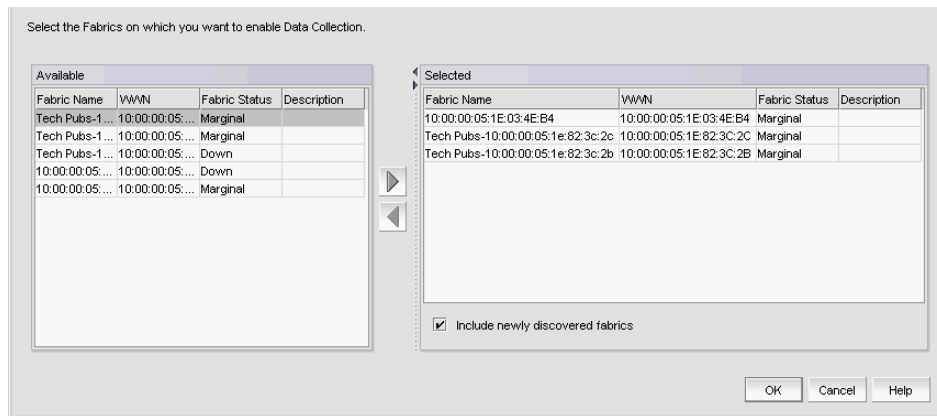 Select the Fabrics on which you want to enable Data Collection.
Available
Fabric Name WWN Fabric Status Description
Tech Pubs-1... 10:00:00:05:... Marginal
Tech Pubs-1... 10:00:00:05:... Marginal
Tech Pubs-1... 10:00:00:05:... Down
10:00:00:05:... 10:00:00:05:... Down
10:00:00:05:... 10:00:00:05:... Marginal
Selected
Fabric Name WWN Fabric Status Description
10:00:00:05:1E:03:4E:B4 10:00:00:05:1E:03:4E:B4 Marginal
Tech Pubs-10:00:00:05:1e:82:3c:2c 10:00:00:05:1E:82:3C:2C Marginal
Tech Pubs-10:00:00:05:1e:82:3c:2b 10:00:00:05:1E:82:3C:2B Marginal
Include newly discovered fabrics
OK Cancel Help